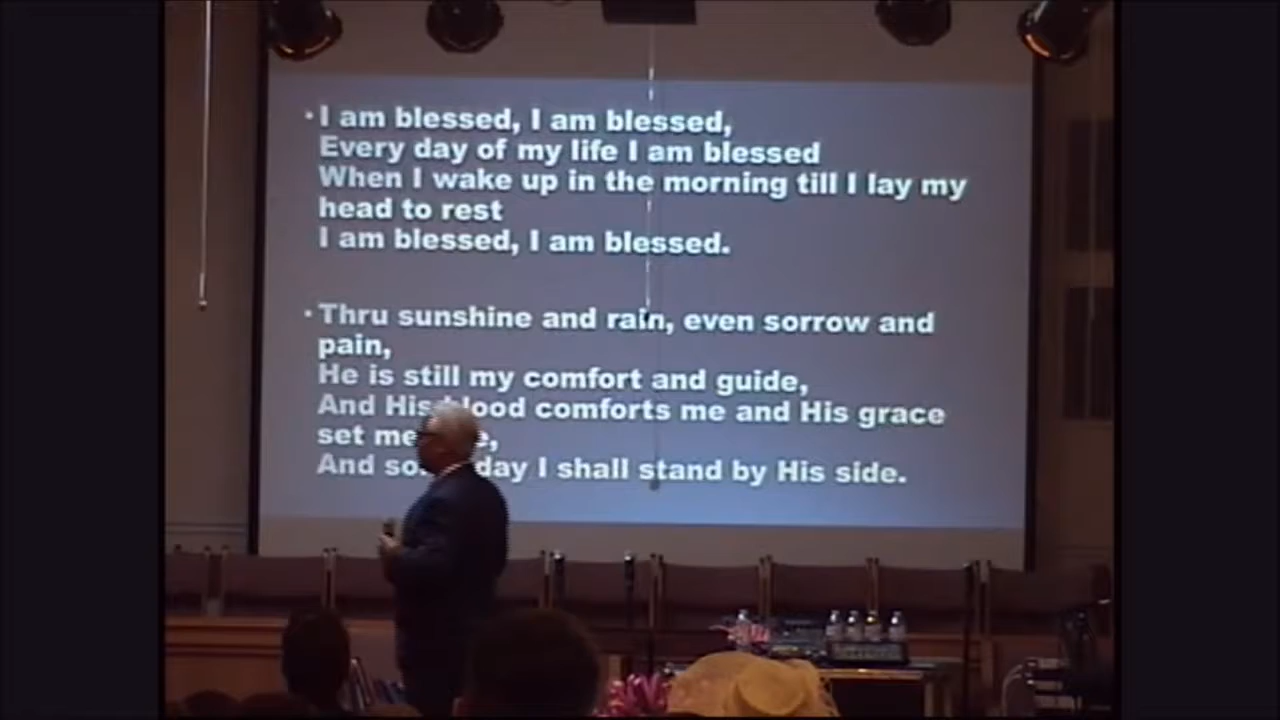 • I am blessed, I am blessed,
Every day of my life I am blessed
When I wake up in the morning till I lay my
head to rest
I am blessed, I am blessed.
• Thru sunshine and rain, even sorrow and
pain,
He is still my comfort and guide,
And His blood comforts me and His grace
set me
And day I shall stand by His side.